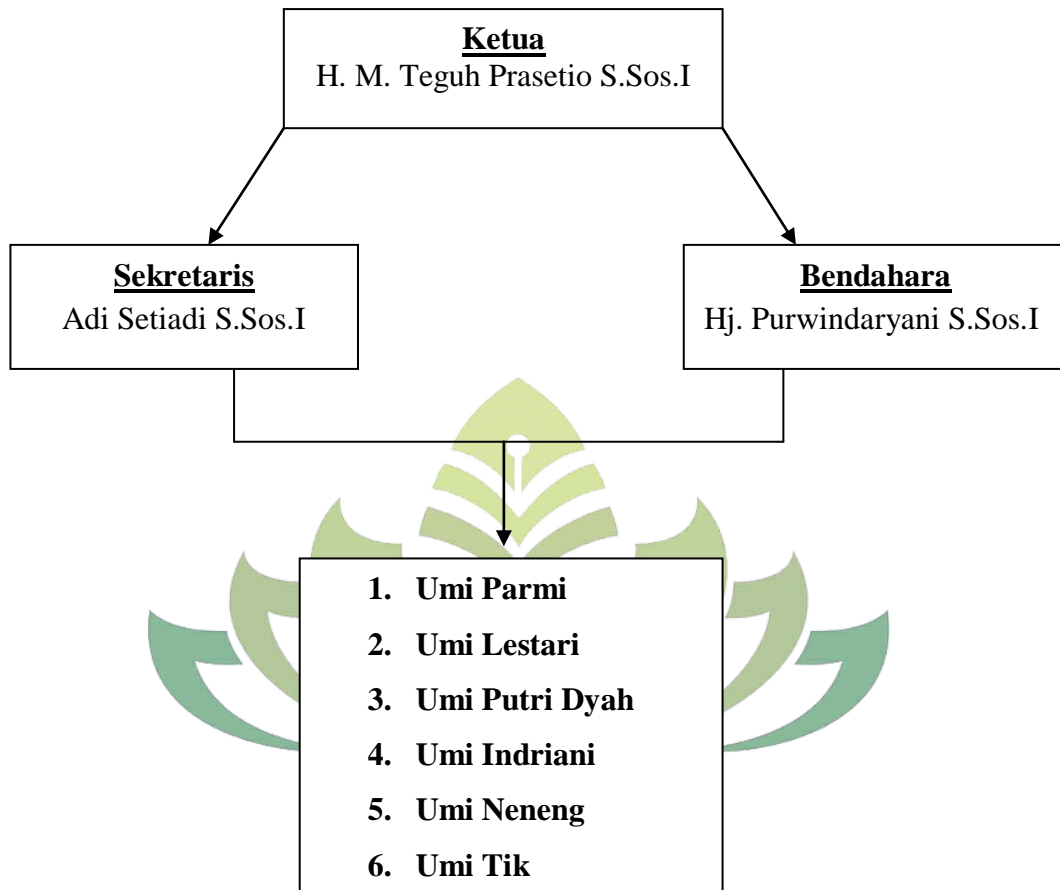 Ketua
H. M. Teguh Prasetio S.Sos.I
Sekretaris
Adi Setiadi S.Sos.I
Bendahara
Hj. Purwindaryani S.Sos.I
1. Umi Parmi
2. Umi Lestari
3. Umi Putri Dyah
4. Umi Indriani
5. Umi Neneng
6. Umi Tik